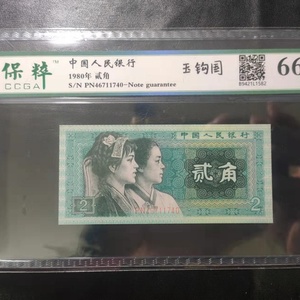 保粹
CCGA
中国人民银行
1980年 贰角
S/N PN46711740-Note guarantee
玉钩国
66
中国人民银行
贰角
2
2